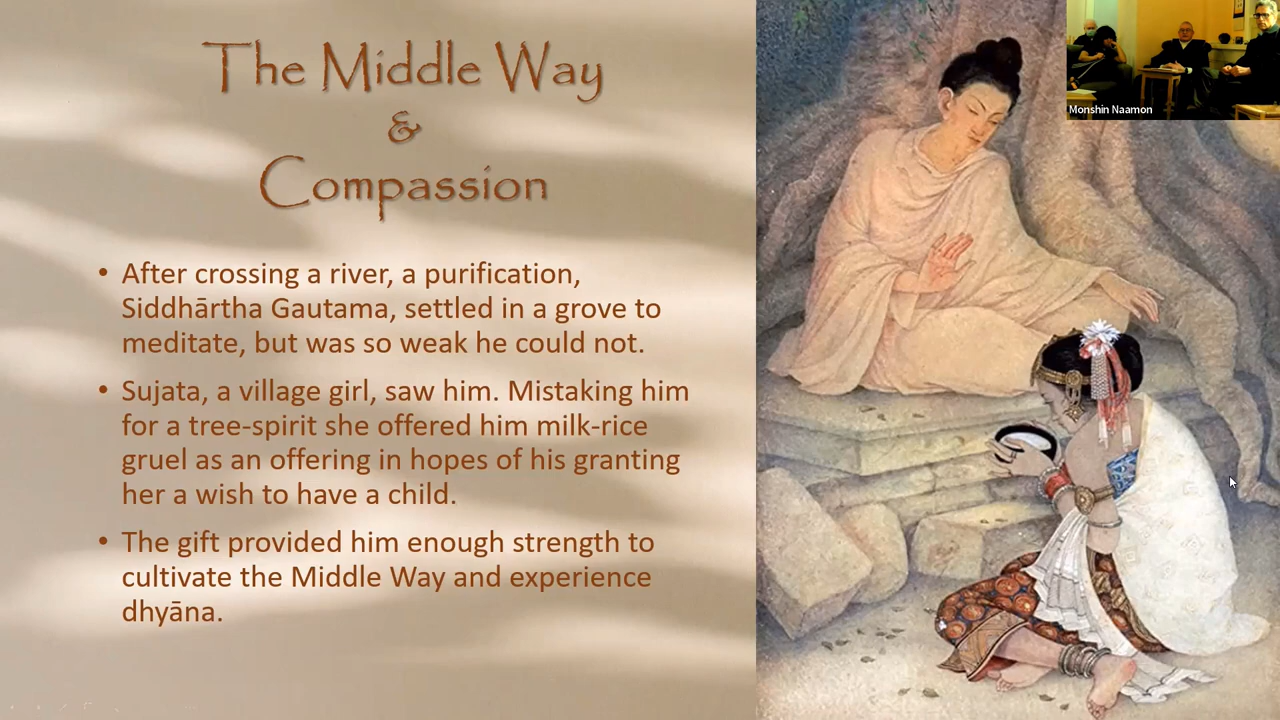 The Middle Way
&
Compassion
• After crossing a river, a purification,
Siddhārtha Gautama, settled in a grove to
meditate, but was so weak he could not.
• Sujata, a village girl, saw him. Mistaking him
for a tree-spirit she offered him milk-rice
gruel as an offering in hopes of his granting
her a wish to have a child.
• The gift provided him enough strength to
cultivate the Middle Way and experience
dhyāna.
Monshin Naamon